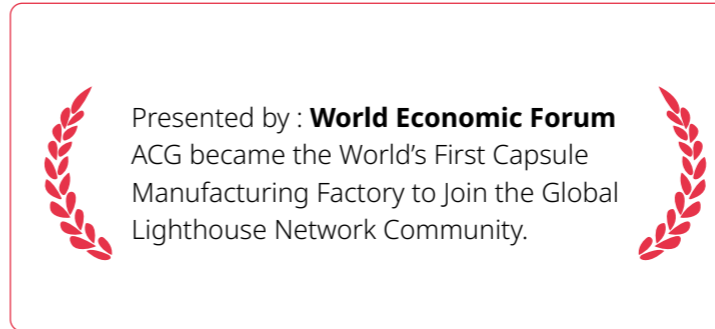 Presented by : World Economic Forum
ACG became the World’s First Capsule
Manufacturing Factory to Join the Global
Lighthouse Network Community.